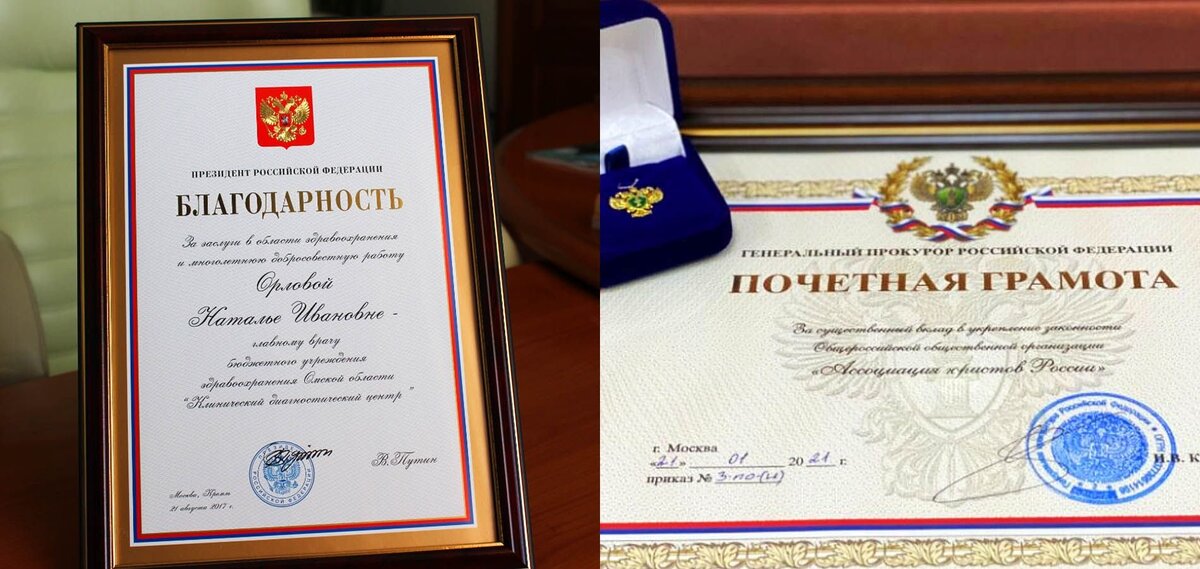 ПРЕЗИДЕНТ РОССИЙСКОЙ ФЕДЕРАЦИИ
БЛАГОДАРНОСТЬ
За заслуги в области здравоохранения
и многолетнюю добросовестную работу
Орловой
Наталье Ивановне -
главному врачу
бюджетного учреждения
здравоохранения Омской области
"Клинический диагностический центр"
В.Путин
Москва, Кремль
21 августа 2017 г.
ГЕНЕРАЛЬНЫЙ ПРОКУРОР РОССИЙСКОЙ ФЕДЕРАЦИИ
ПОЧЕТНАЯ ГРАМОТА
За существенный вклад в укрепление законности
Общероссийской общественной организации
«Ассоциация юристов России»
г. Москва
«21» 01 2021 г.
приказ № 3-по-(и)
И.В. К